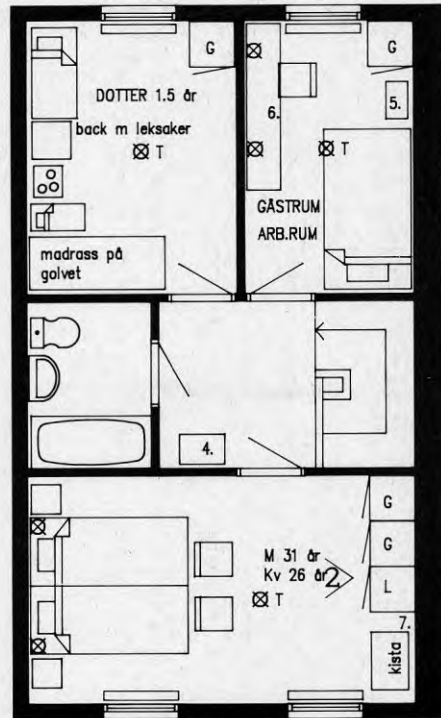 G
G
DOTTER 1.5 år
5.
6.
back m leksaker
T
T
GÄSTRUM
ARB.RUM
madrass på
golvet
4.
G
G
M 31 år
Kv 26 år
2
L
T
7.
kista